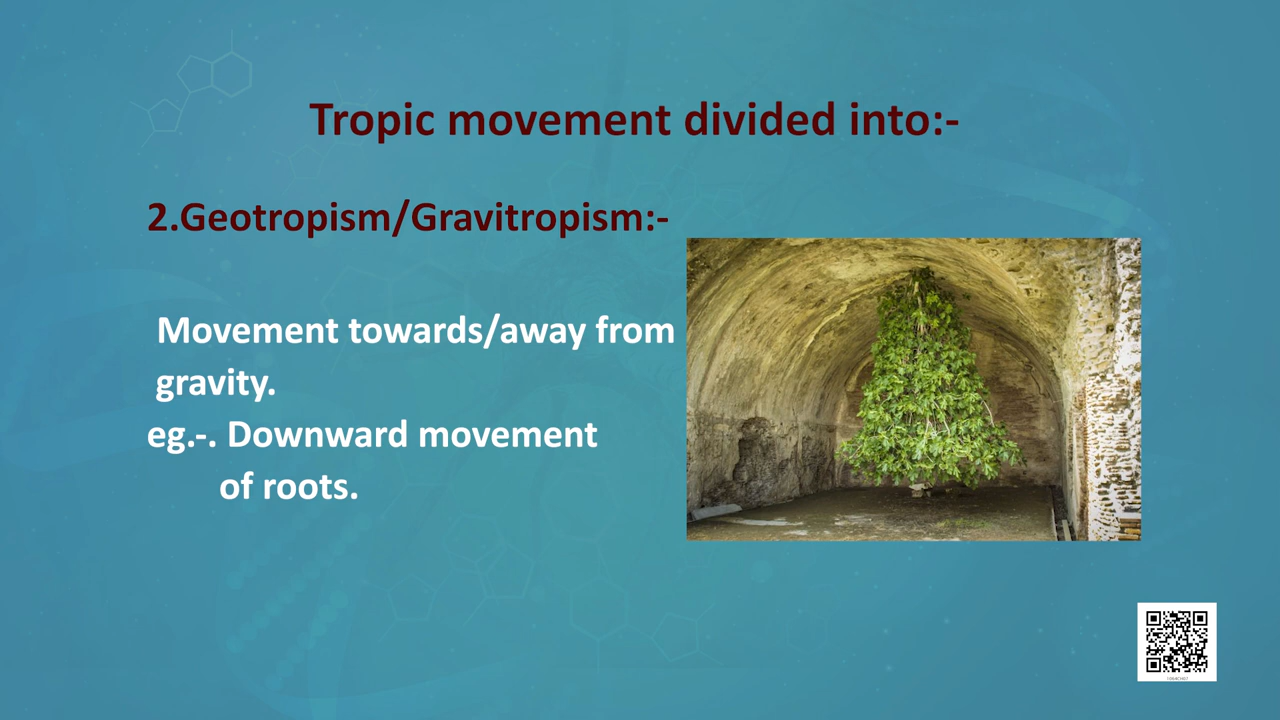 Tropic movement divided into:-
2.Geotropism/Gravitropism:-
Movement towards/away from
gravity.
eg.-. Downward movement
of roots.